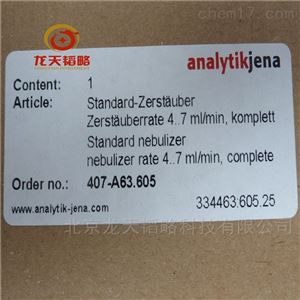 龙天韬略
analytikjena
Content: 1
Article: Standard-Zerstäuber
Zerstäuberrate 4..7 ml/min, komplett
Standard nebulizer
nebulizer rate 4..7 ml/min, complete
Order no.: 407-A63.605
www.analytik-jena.com 334463:605.25
北京龙天韬略科技有限公司